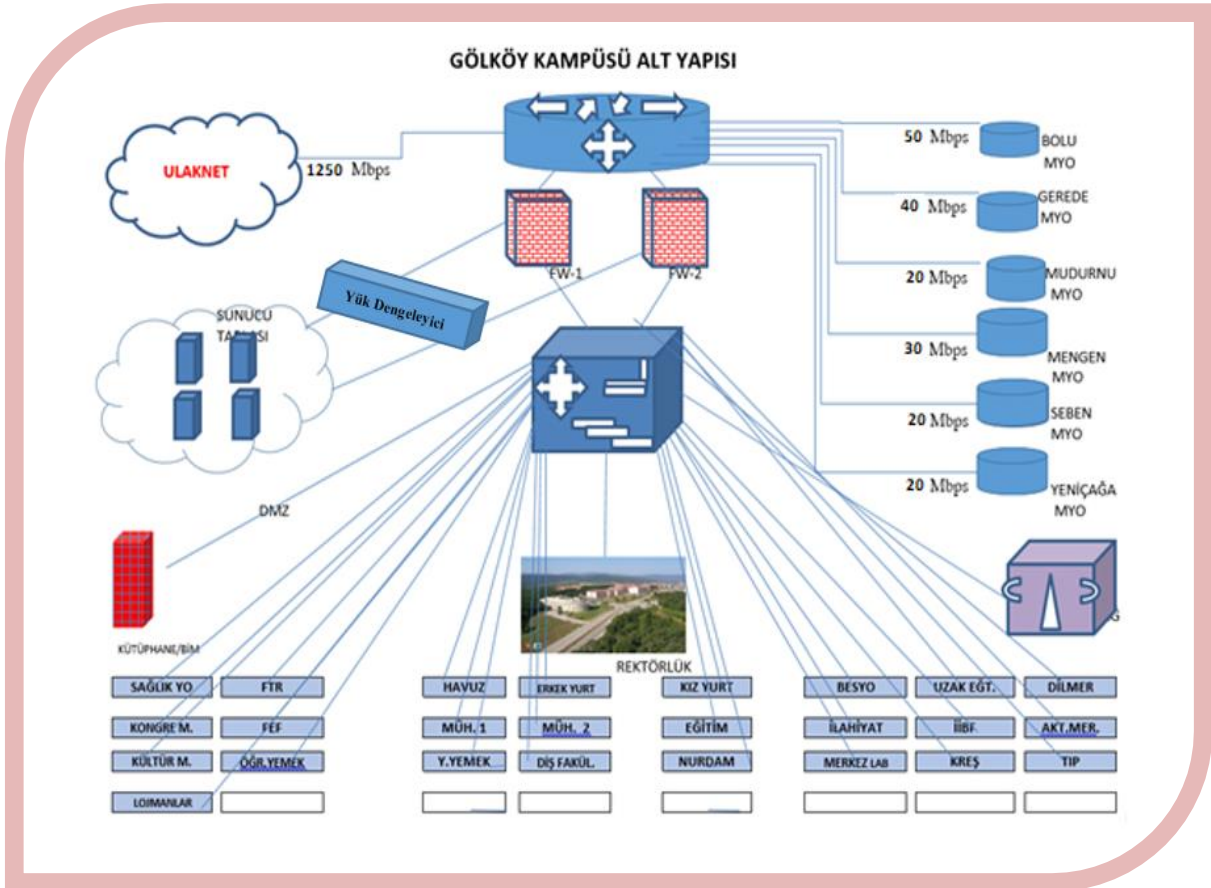 GÖLKÖY KAMPÜSÜ ALT YAPISI
ULAKNET
1250 Mbps
50 Mbps
BOLU
MYO
40 Mbps
GEREDE
MYO
FW-1
FW-2
20 Mbps
MUDURNU
MYO
Yük Dengeleyici
SUNUCU
30 Mbps
MENGEN
MYO
20 Mbps
SEBEN
MYO
20 Mbps
YENİÇAĞA
MYO
DMZ
KÜTÜPHANE/BİM
REKTÖRLÜK
G
SAĞLIK YO
FTR
HAVUZ
ERKEK YURT
KIZ YURT
BESYO
UZAK EĞT.
DİLMER
KONGRE M.
FEF
MÜH. 1
MÜH. 2
EĞİTİM
İLAHİYAT
İİBF
AKT.MER.
KÜLTÜR M.
ÖĞR.YEMEK
Y.YEMEK
DİŞ FAKÜL.
NURDAM
MERKEZ LAB
KREŞ
TIP
LOJMANLAR